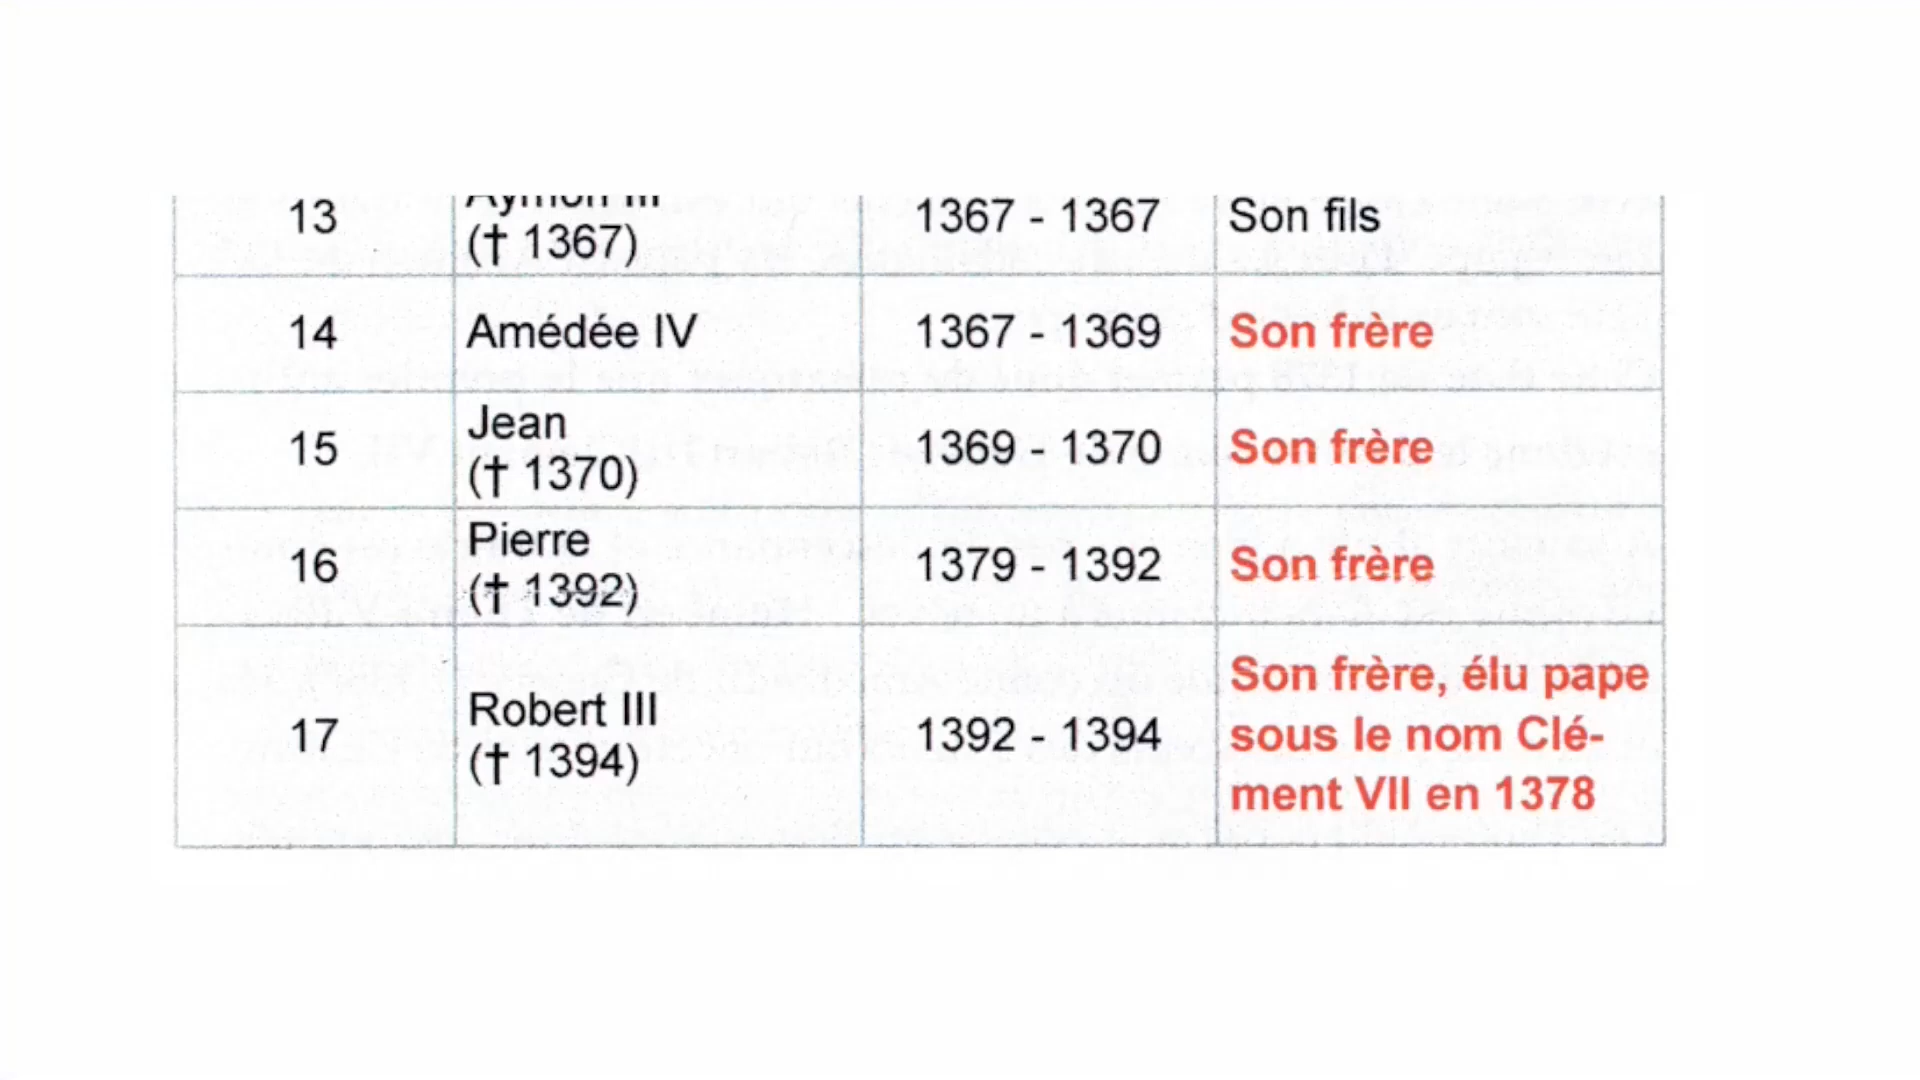 13
Aymon III
(† 1367)
1367 - 1367
Son fils
14
Amédée IV
1367 - 1369
Son frère
15
Jean
(† 1370)
1369 - 1370
Son frère
16
Pierre
(† 1392)
1379 - 1392
Son frère
17
Robert III
(† 1394)
1392 - 1394
Son frère, élu pape
sous le nom Clé-
ment VII en 1378